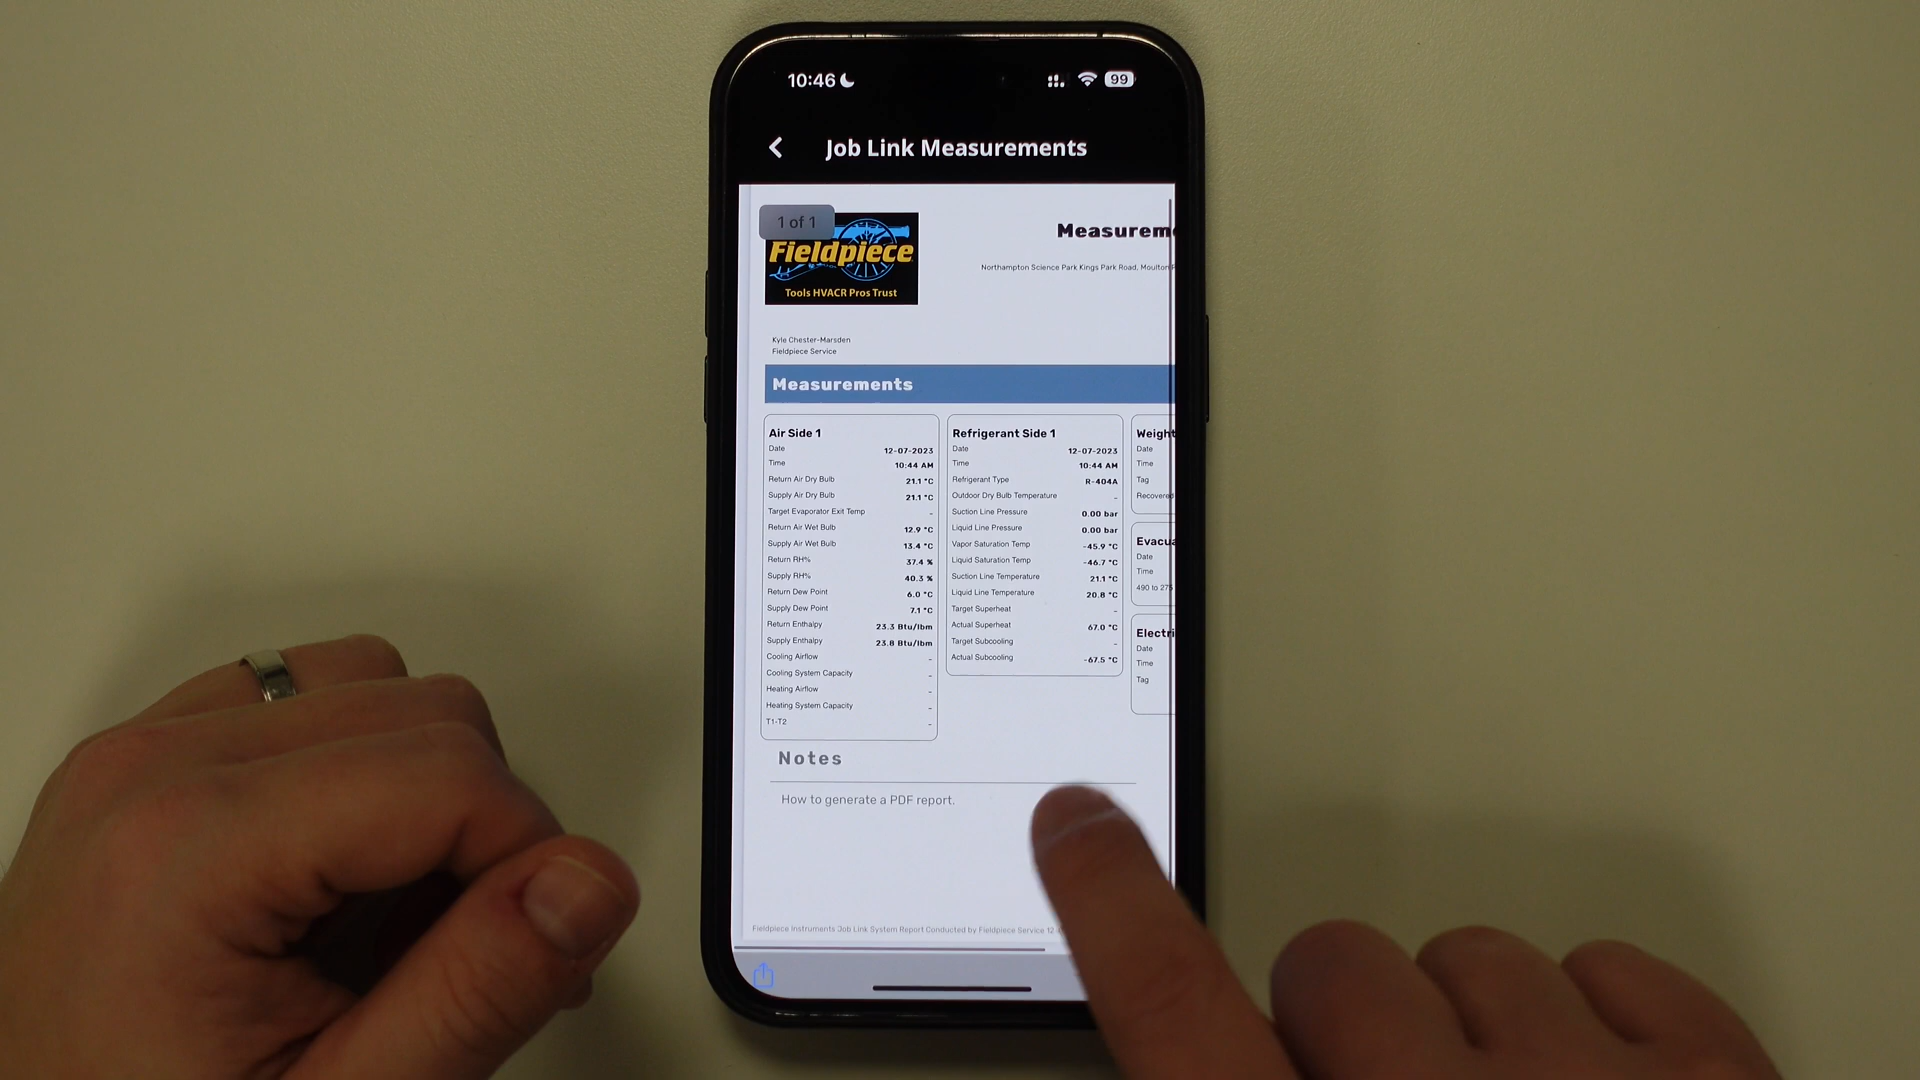 10:46
99
Job Link Measurements
1 of 1
Fieldpiece
Tools HVACR Pros Trust
Measurem
Northampton Science Park Kings Park Road, Moulton P
Kyle Chester-Marsden
Fieldpiece Service
Measurements
Air Side 1
Date 12-07-2023
Time 10:44 AM
Return Air Dry Bulb 21.1 °C
Supply Air Dry Bulb 21.1 °C
Target Evaporator Exit Temp -
Return Air Wet Bulb 12.9 °C
Supply Air Wet Bulb 13.4 °C
Return RH% 37.4 %
Supply RH% 40.3 %
Return Dew Point 6.0 °C
Supply Dew Point 7.1 °C
Return Enthalpy 23.3 Btu/lbm
Supply Enthalpy 23.8 Btu/lbm
Cooling Airflow -
Cooling System Capacity -
Heating Airflow -
Heating System Capacity -
T1-T2 -
Refrigerant Side 1
Date 12-07-2023
Time 10:44 AM
Refrigerant Type R-404A
Outdoor Dry Bulb Temperature -
Suction Line Pressure 0.00 bar
Liquid Line Pressure 0.00 bar
Vapor Saturation Temp -45.9 °C
Liquid Saturation Temp -46.7 °C
Suction Line Temperature 21.1 °C
Liquid Line Temperature 20.8 °C
Target Superheat -
Actual Superheat 67.0 °C
Target Subcooling -
Actual Subcooling -67.5 °C
Weight
Date
Time
Tag
Recovered
Evacua
Date
Time
490 to 275
Electri
Date
Time
Tag
Notes
How to generate a PDF report.
Fieldpiece Instruments Job Link System Report Conducted by Fieldpiece Service 12